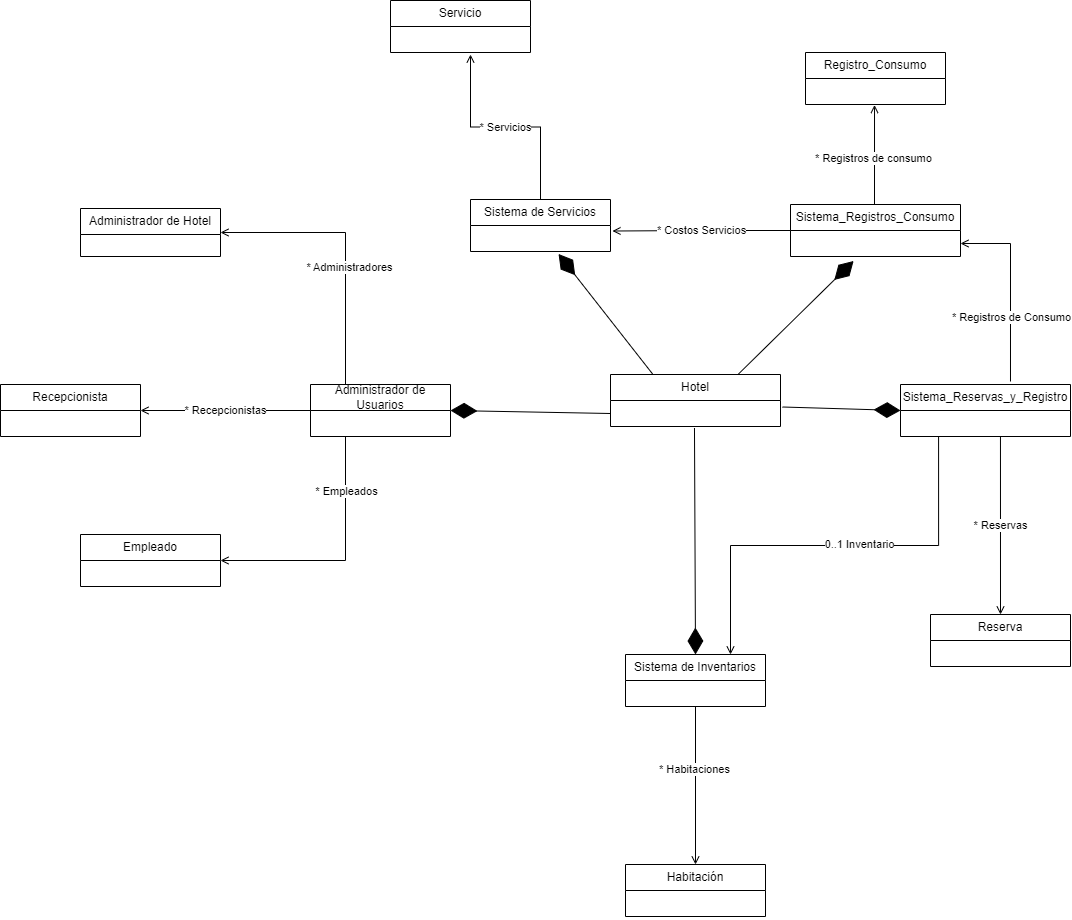 Servicio
Registro_Consumo
* Servicios
* Registros de consumo
Administrador de Hotel
Sistema de Servicios
Sistema_Registros_Consumo
* Costos Servicios
* Administradores
* Registros de Consumo
Recepcionista
* Recepcionistas
Administrador de
Usuarios
Hotel
Sistema_Reservas_y_Registro
* Empleados
* Reservas
Empleado
0..1 Inventario
Reserva
Sistema de Inventarios
* Habitaciones
Habitación